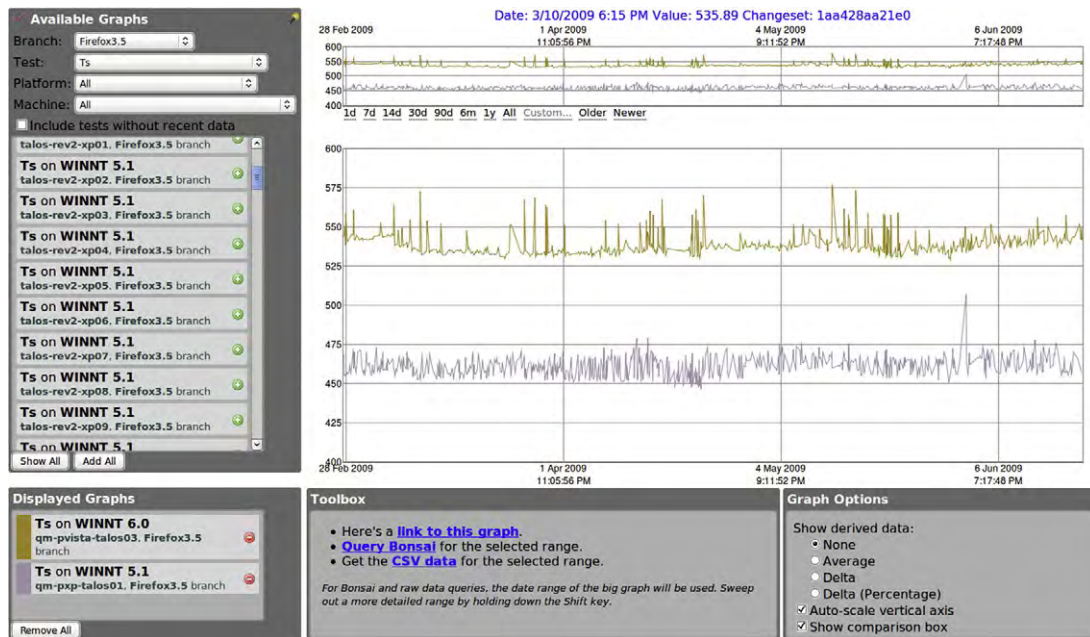 Available Graphs
Branch: Firefox3.5
Test: Ts
Platform: All
Machine: All
Include tests without recent data
talos-rev2-xp01, Firefox3.5 branch
Ts on WINNT 5.1
talos-rev2-xp02, Firefox3.5 branch
Ts on WINNT 5.1
talos-rev2-xp03, Firefox3.5 branch
Ts on WINNT 5.1
talos-rev2-xp04, Firefox3.5 branch
Ts on WINNT 5.1
talos-rev2-xp05, Firefox3.5 branch
Ts on WINNT 5.1
talos-rev2-xp06, Firefox3.5 branch
Ts on WINNT 5.1
talos-rev2-xp07, Firefox3.5 branch
Ts on WINNT 5.1
talos-rev2-xp08, Firefox3.5 branch
Ts on WINNT 5.1
talos-rev2-xp09, Firefox3.5 branch
Ts on WINNT 5.1
Show All Add All
Date: 3/10/2009 6:15 PM Value: 535.89 Changeset: 1aa428aa21e0
28 Feb 2009 1 Apr 2009 4 May 2009 6 Jun 2009
11:05:56 PM 9:11:52 PM 7:17:48 PM
600
550
500
450
400
1d 7d 14d 30d 90d 6m 1y All Custom... Older Newer
600
575
550
525
500
475
450
425
400
28 Feb 2009 1 Apr 2009 4 May 2009 6 Jun 2009
11:05:56 PM 9:11:52 PM 7:17:48 PM
Displayed Graphs
Ts on WINNT 6.0
qm-pvista-talos03, Firefox3.5
branch
Ts on WINNT 5.1
qm-pxp-talos01, Firefox3.5 branch
Remove All
Toolbox
• Here's a link to this graph.
• Query Bonsai for the selected range.
• Get the CSV data for the selected range.
For Bonsai and raw data queries, the date range of the big graph will be used. Sweep
out a more detailed range by holding down the Shift key.
Graph Options
Show derived data:
None
Average
Delta
Delta (Percentage)
Auto-scale vertical axis
Show comparison box